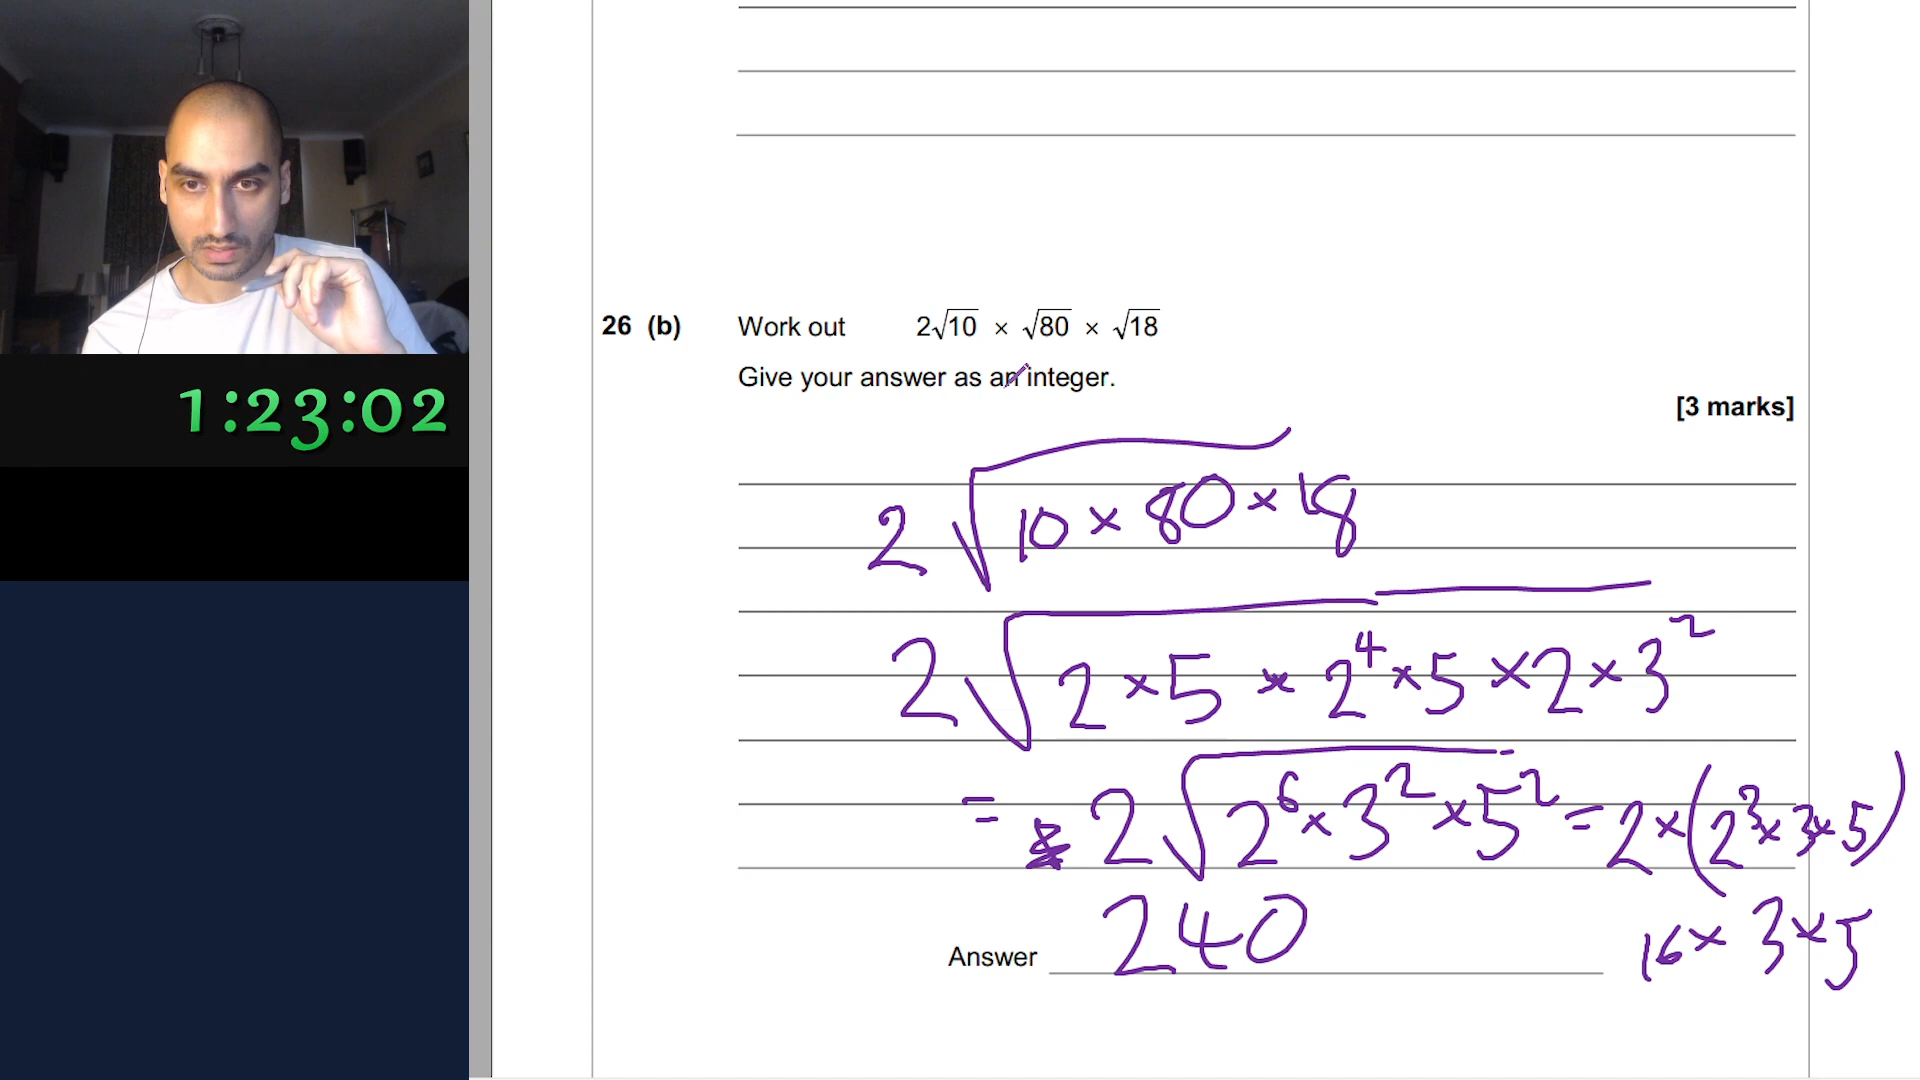 1:23:02
26 (b) Work out 2√10 × √80 × √18
Give your answer as an integer.
[3 marks]
2√10 × 80 × 18
2√2 × 5 × 2⁴ × 5 × 2 × 3²
= 2√2⁶ × 3² × 5² = 2 × (2³ × 3 × 5)
16 × 3 × 5
Answer 240